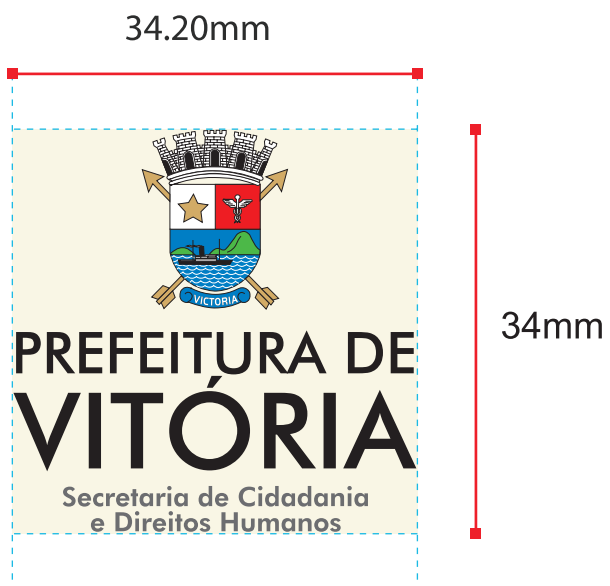 34.20mm
VICTORIA
34mm
PREFEITURA DE
VITÓRIA
Secretaria de Cidadania
e Direitos Humanos